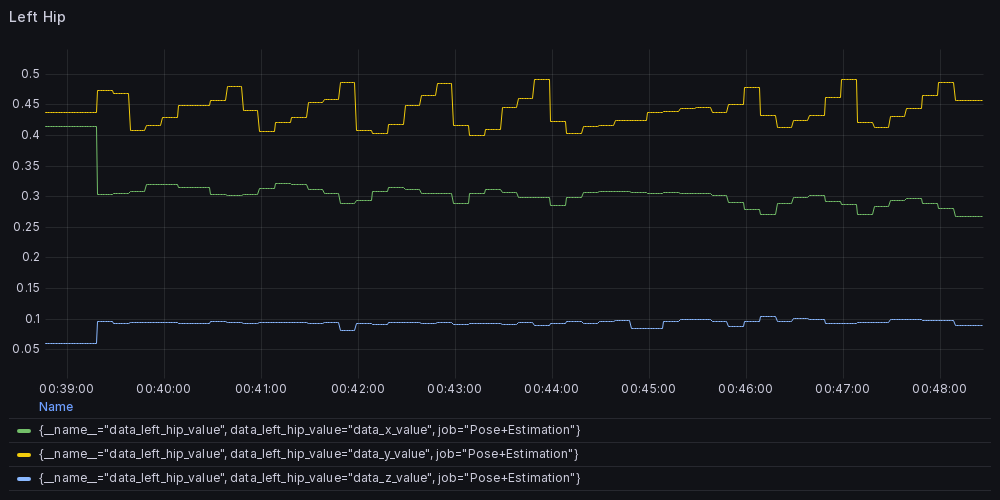 Left Hip
0.5
0.45
0.4
0.35
0.3
0.25
0.2
0.15
0.1
0.05
00:39:00 00:40:00 00:41:00 00:42:00 00:43:00 00:44:00 00:45:00 00:46:00 00:47:00 00:48:00
Name
{__name__="data_left_hip_value", data_left_hip_value="data_x_value", job="Pose+Estimation"}
{__name__="data_left_hip_value", data_left_hip_value="data_y_value", job="Pose+Estimation"}
{__name__="data_left_hip_value", data_left_hip_value="data_z_value", job="Pose+Estimation"}